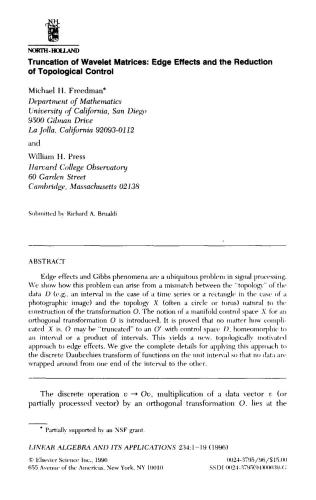 NH
NORTH-HOLLAND
Truncation of Wavelet Matrices: Edge Effects and the Reduction
of Topological Control
Michael H. Freedman*
Department of Mathematics
University of California, San Diego
9500 Gilman Drive
La Jolla, California 92093-0112
and
William H. Press
Harvard College Observatory
60 Garden Street
Cambridge, Massachusetts 02138
Submitted by Richard A. Brualdi
ABSTRACT
Edge effects and Gibbs phenomena are a ubiquitous problem in signal processing.
We show how this problem can arise from a mismatch between the "topology" of the
data D (e.g., an interval in the case of a time series or a rectangle in the case of a
photographic image) and the topology X (often a circle or torus) natural to the
construction of the transformation O. The notion of a manifold control space X for an
orthogonal transformation O is introduced. It is proved that no matter how compli-
cated X is, O may be "truncated" to an O' with control space D, homeomorphic to
an interval or a product of intervals. This yields a new, topologically motivated
approach to edge effects. We give the complete details for applying this approach to
the discrete Daubechies transform of functions on the unit interval so that no data are
wrapped around from one end of the interval to the other.
The discrete operation v → Ov, multiplication of a data vector v (or
partially processed vector) by an orthogonal transformation O, lies at the
* Partially supported by an NSF grant.
LINEAR ALGEBRA AND ITS APPLICATIONS 234:1-19 (1996)
© Elsevier Science Inc., 1996 0024-3795/96/$15.00
655 Avenue of the Americas, New York, NY 10010 SSDI